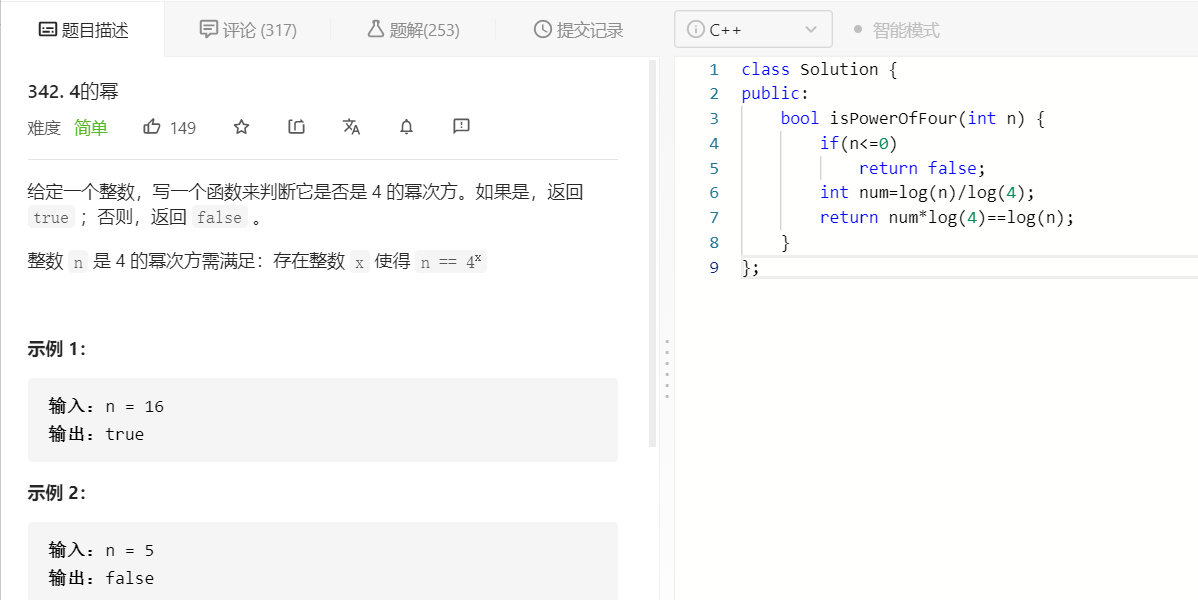 题目描述
评论 (317)
题解(253)
提交记录
C++
智能模式
342. 4的幂
难度 简单 149
给定一个整数，写一个函数来判断它是否是 4 的幂次方。如果是，返回
true ；否则，返回 false 。
整数 n 是 4 的幂次方需满足：存在整数 x 使得 n == 4ˣ
示例 1：
输入：n = 16
输出：true
示例 2：
输入：n = 5
输出：false
1 class Solution {
2 public:
3 bool isPowerOfFour(int n) {
4 if(n<=0)
5 return false;
6 int num=log(n)/log(4);
7 return num*log(4)==log(n);
8 }
9 };